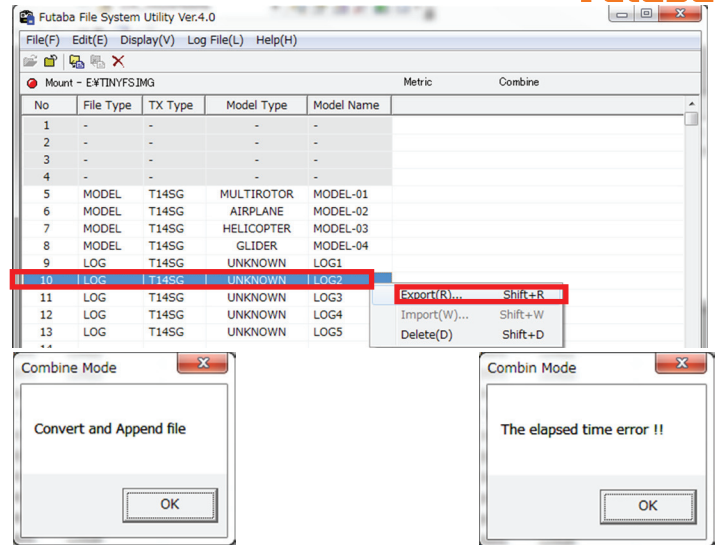 Futaba File System Utility Ver.4.0
File(F) Edit(E) Display(V) Log File(L) Help(H)
Mount - E:¥TINYFS.IMG Metric Combine
No File Type TX Type Model Type Model Name
1 - - - -
2 - - - -
3 - - - -
4 - - - -
5 MODEL T14SG MULTIROTOR MODEL-01
6 MODEL T14SG AIRPLANE MODEL-02
7 MODEL T14SG HELICOPTER MODEL-03
8 MODEL T14SG GLIDER MODEL-04
9 LOG T14SG UNKNOWN LOG1
10 LOG T14SG UNKNOWN LOG2
Export(R)... Shift+R
11 LOG T14SG UNKNOWN LOG3
Import(W)... Shift+W
12 LOG T14SG UNKNOWN LOG4
Delete(D) Shift+D
13 LOG T14SG UNKNOWN LOG5
Combine Mode
Convert and Append file
OK
Combin Mode
The elapsed time error !!
OK